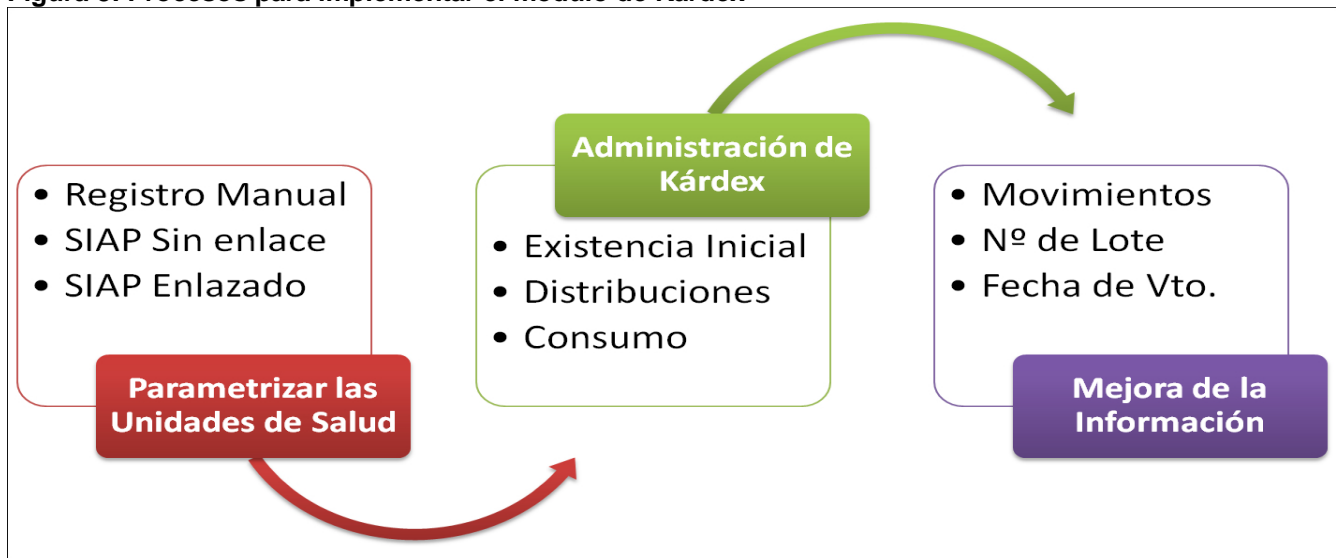 • Registro Manual
• SIAP Sin enlace
• SIAP Enlazado
Parametrizar las
Unidades de Salud
Administración de
Kárdex
• Existencia Inicial
• Distribuciones
• Consumo
• Movimientos
• Nº de Lote
• Fecha de Vto.
Mejora de la
Información